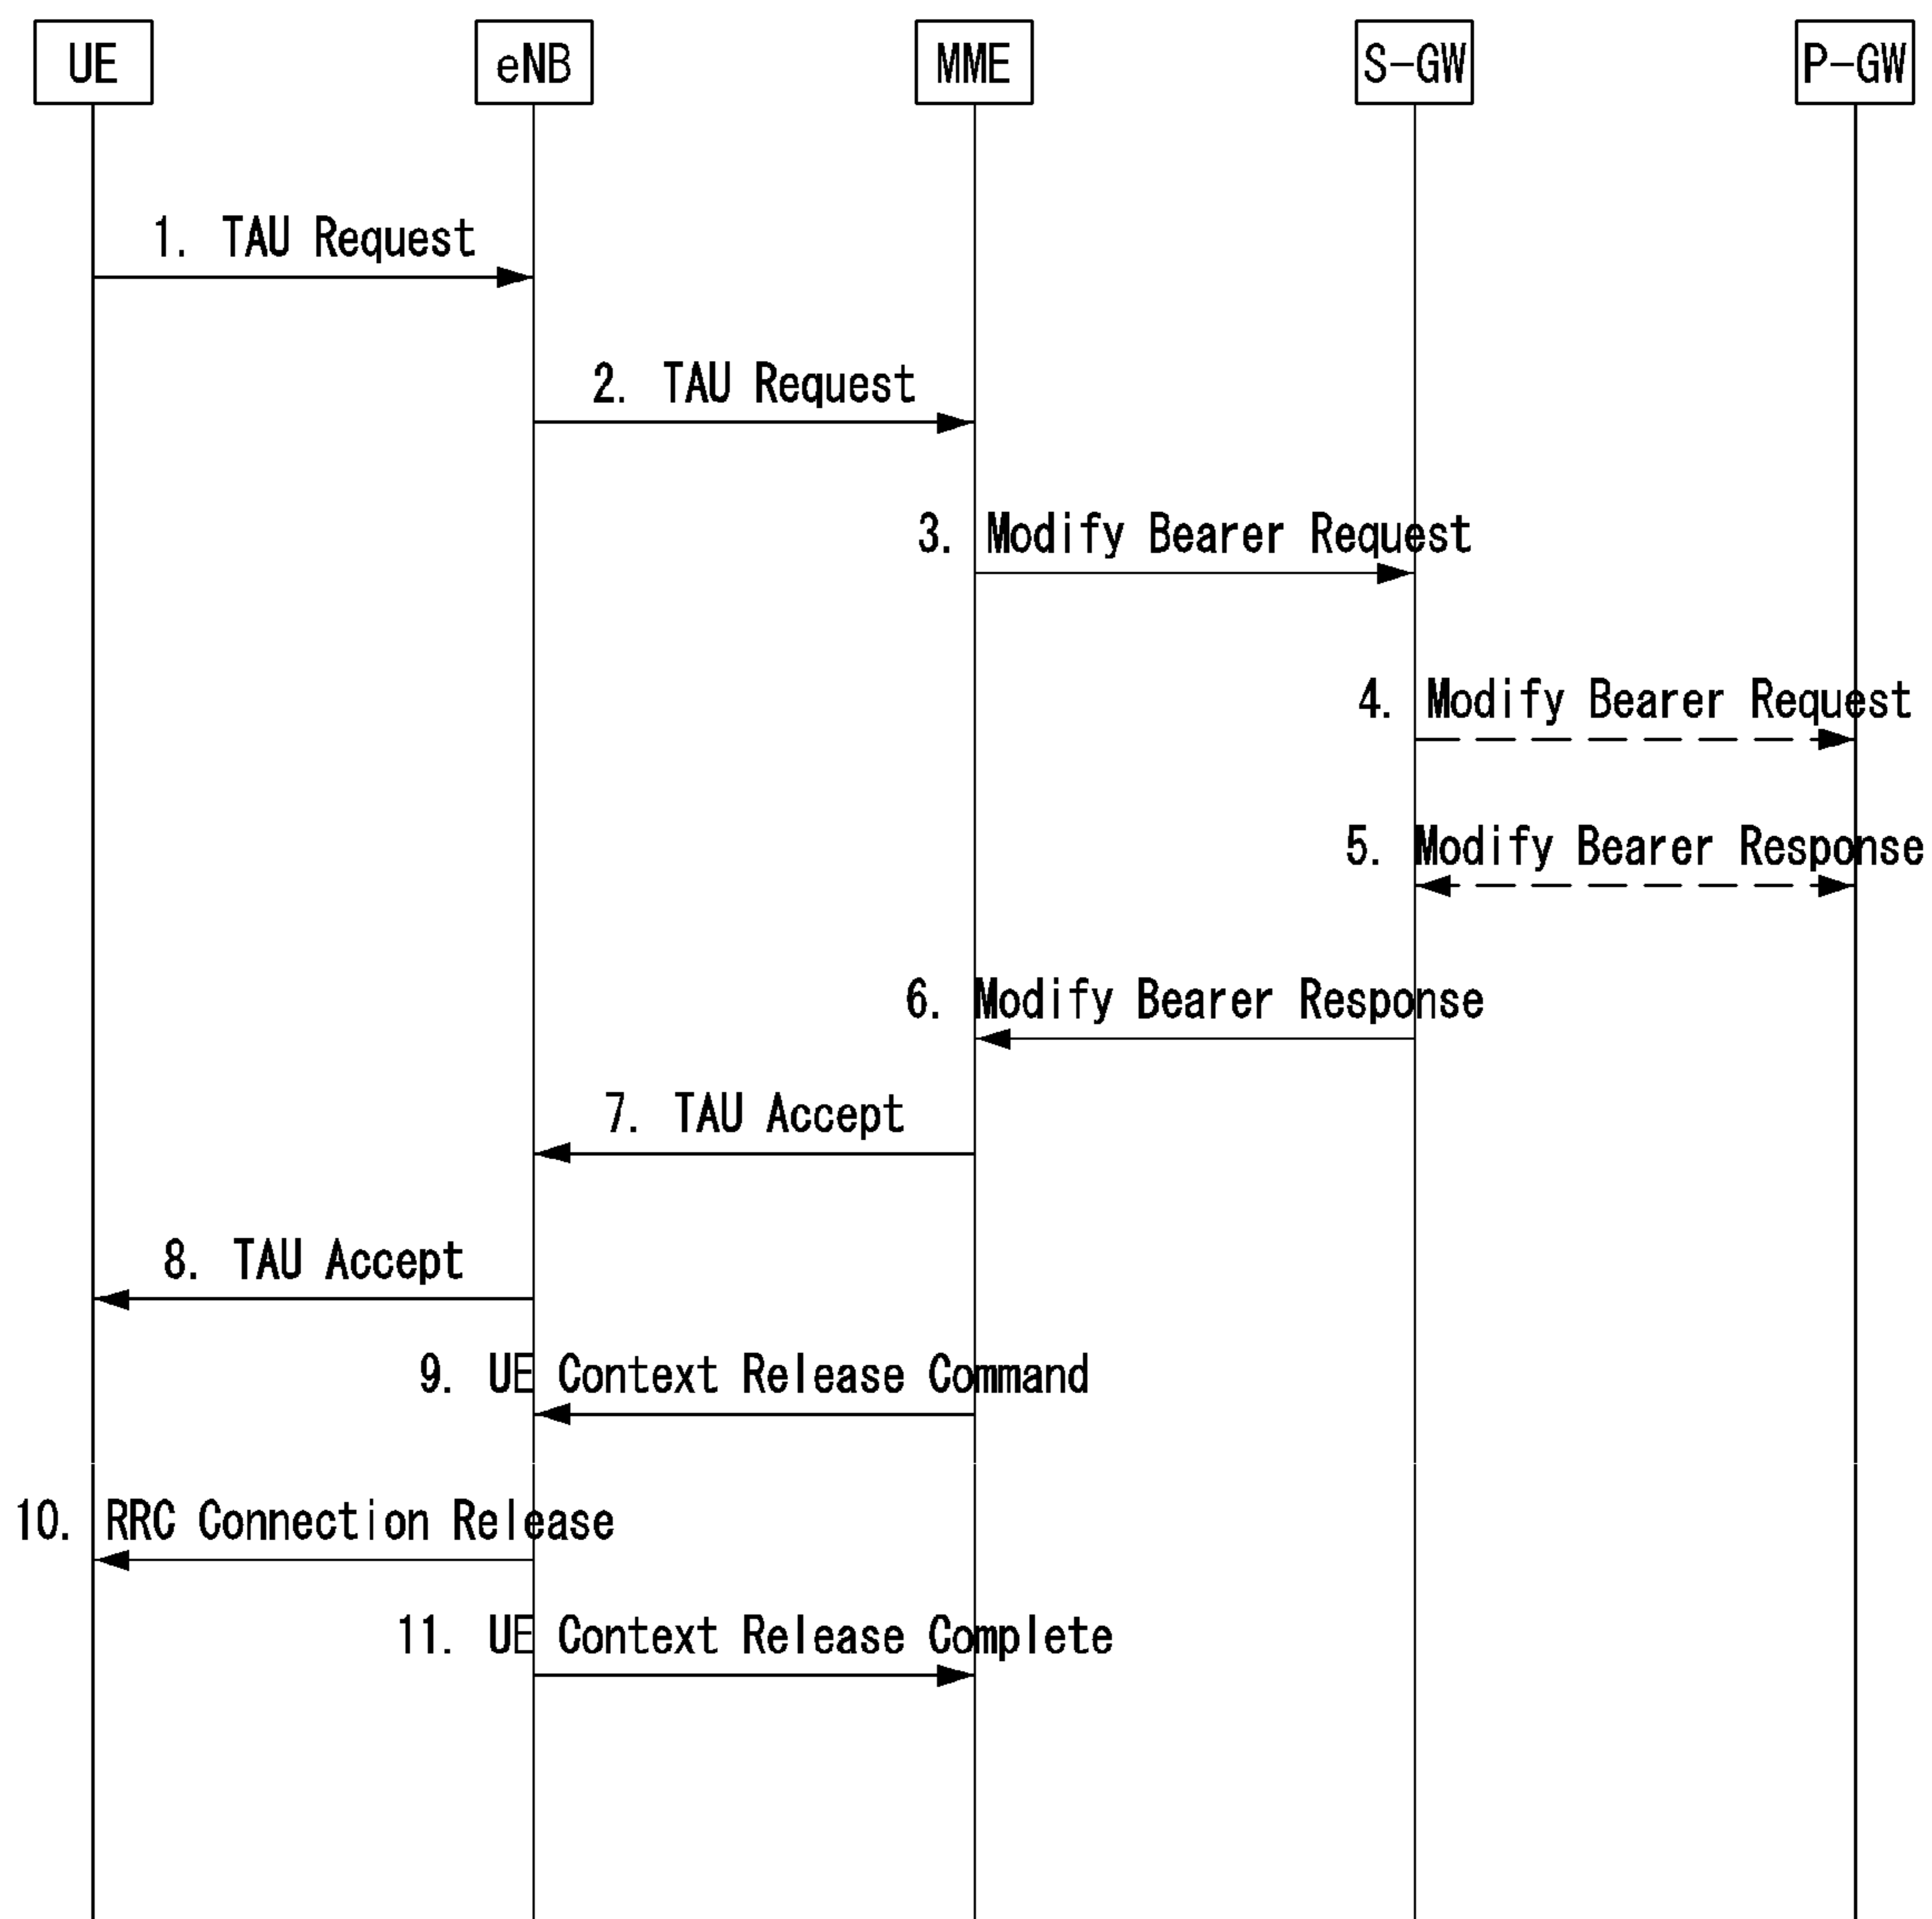 UE
eNB
MME
S-GW
P-GW
1. TAU Request
2. TAU Request
3. Modify Bearer Request
4. Modify Bearer Request
5. Modify Bearer Response
6. Modify Bearer Response
7. TAU Accept
8. TAU Accept
9. UE Context Release Command
10. RRC Connection Release
11. UE Context Release Complete